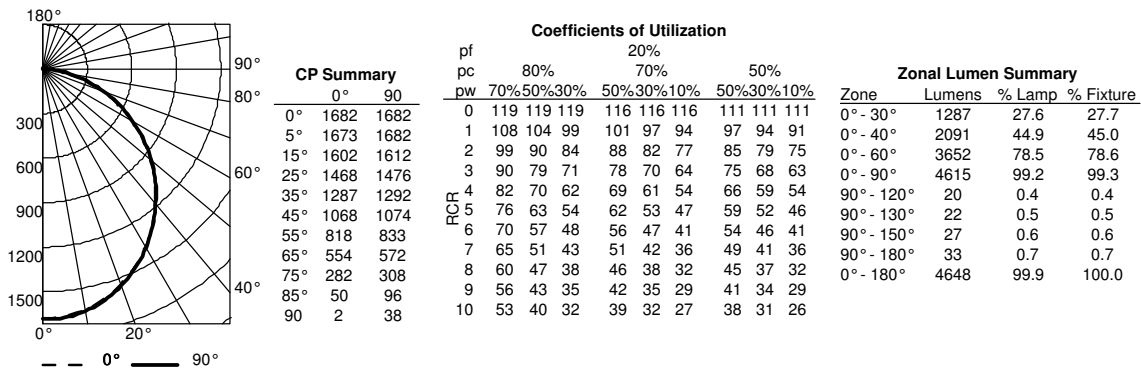 180°
90°
80°
60°
40°
300
600
900
1200
1500
0° 20°
0° 90°
CP Summary
0° 90
0° 1682 1682
5° 1673 1682
15° 1602 1612
25° 1468 1476
35° 1287 1292
45° 1068 1074
55° 818 833
65° 554 572
75° 282 308
85° 50 96
90 2 38
Coefficients of Utilization
pf 20%
pc 80% 70% 50%
pw 70%50%30% 50%30%10% 50%30%10%
RCR
0 119 119 119 116 116 116 111 111 111
1 108 104 99 101 97 94 97 94 91
2 99 90 84 88 82 77 85 79 75
3 90 79 71 78 70 64 75 68 63
4 82 70 62 69 61 54 66 59 54
5 76 63 54 62 53 47 59 52 46
6 70 57 48 56 47 41 54 46 41
7 65 51 43 51 42 36 49 41 36
8 60 47 38 46 38 32 45 37 32
9 56 43 35 42 35 29 41 34 29
10 53 40 32 39 32 27 38 31 26
Zonal Lumen Summary
Zone Lumens % Lamp % Fixture
0° - 30° 1287 27.6 27.7
0° - 40° 2091 44.9 45.0
0° - 60° 3652 78.5 78.6
0° - 90° 4615 99.2 99.3
90° - 120° 20 0.4 0.4
90° - 130° 22 0.5 0.5
90° - 150° 27 0.6 0.6
90° - 180° 33 0.7 0.7
0° - 180° 4648 99.9 100.0